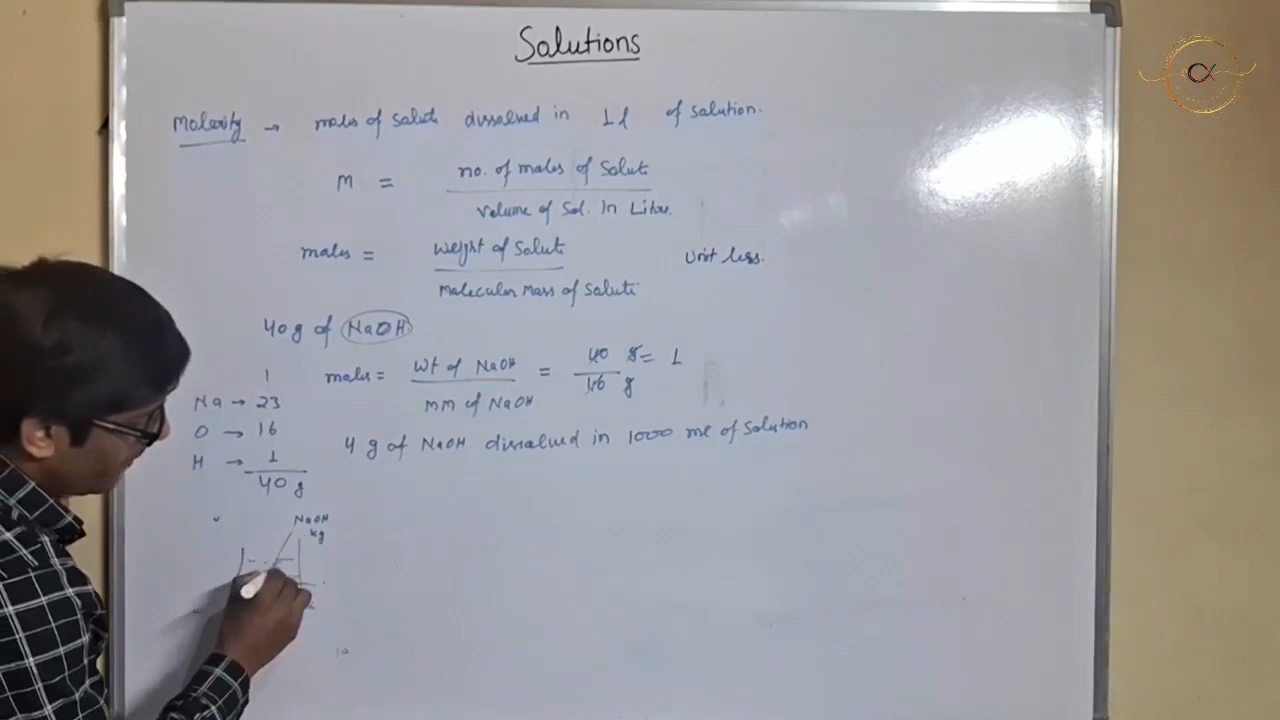 Solutions
Molarity → moles of Solute dissolved in 1 l of solution.
M = no. of moles of Solute
volume of Sol. in Litre.
moles = weight of Solute Unit less.
Molecular Mass of Solute
40 g of NaOH
1 moles = Wt of NaOH = 40 g = 1
MM of NaOH 40 g
Na → 23
O → 16
H → 1
40 g
4 g of NaOH dissolved in 1000 ml of Solution
NaOH
4g